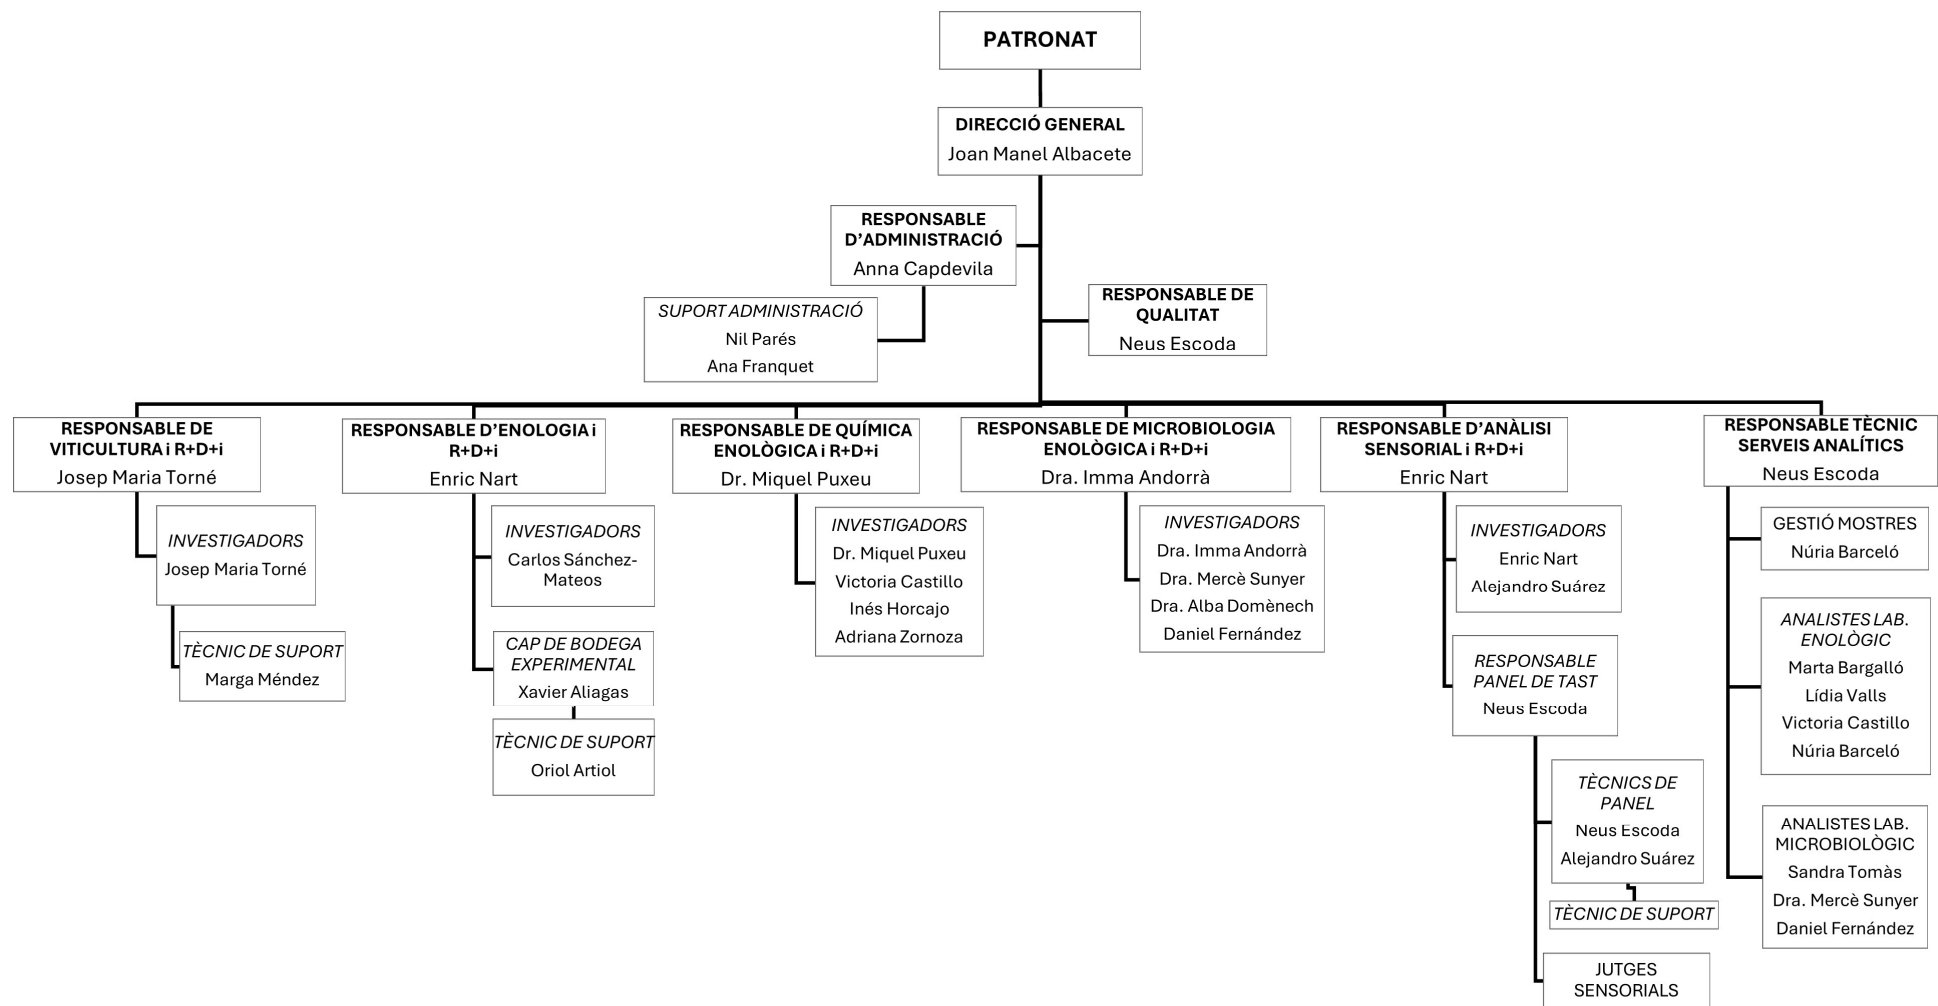 PATRONAT
DIRECCIÓ GENERAL
Joan Manel Albacete
RESPONSABLE
D’ADMINISTRACIÓ
Anna Capdevila
SUPORT ADMINISTRACIÓ
Nil Parés
Ana Franquet
RESPONSABLE DE
QUALITAT
Neus Escoda
RESPONSABLE DE
VITICULTURA i R+D+i
Josep Maria Torné
INVESTIGADORS
Josep Maria Torné
TÈCNIC DE SUPORT
Marga Méndez
RESPONSABLE D’ENOLOGIA i
R+D+i
Enric Nart
INVESTIGADORS
Carlos Sánchez-
Mateos
CAP DE BODEGA
EXPERIMENTAL
Xavier Aliagas
TÈCNIC DE SUPORT
Oriol Artiol
RESPONSABLE DE QUÍMICA
ENOLÒGICA i R+D+i
Dr. Miquel Puxeu
INVESTIGADORS
Dr. Miquel Puxeu
Victoria Castillo
Inés Horcajo
Adriana Zornoza
RESPONSABLE DE MICROBIOLOGIA
ENOLÒGICA i R+D+i
Dra. Imma Andorrà
INVESTIGADORS
Dra. Imma Andorrà
Dra. Mercè Sunyer
Dra. Alba Domènech
Daniel Fernández
RESPONSABLE D’ANÀLISI
SENSORIAL i R+D+i
Enric Nart
INVESTIGADORS
Enric Nart
Alejandro Suárez
RESPONSABLE
PANEL DE TAST
Neus Escoda
TÈCNICS DE
PANEL
Neus Escoda
Alejandro Suárez
TÈCNIC DE SUPORT
JUTGES
SENSORIALS
RESPONSABLE TÈCNIC
SERVEIS ANALÍTICS
Neus Escoda
GESTIÓ MOSTRES
Núria Barceló
ANALISTES LAB.
ENOLÒGIC
Marta Bargalló
Lídia Valls
Victoria Castillo
Núria Barceló
ANALISTES LAB.
MICROBIOLÒGIC
Sandra Tomàs
Dra. Mercè Sunyer
Daniel Fernández